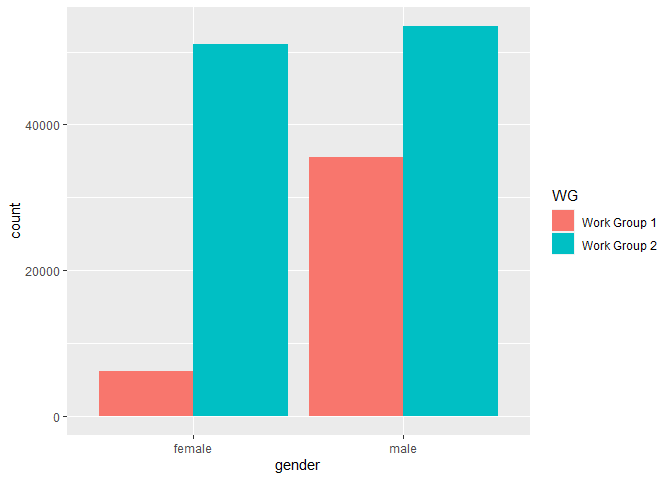 40000
20000
0
count
female
male
gender
WG
Work Group 1
Work Group 2